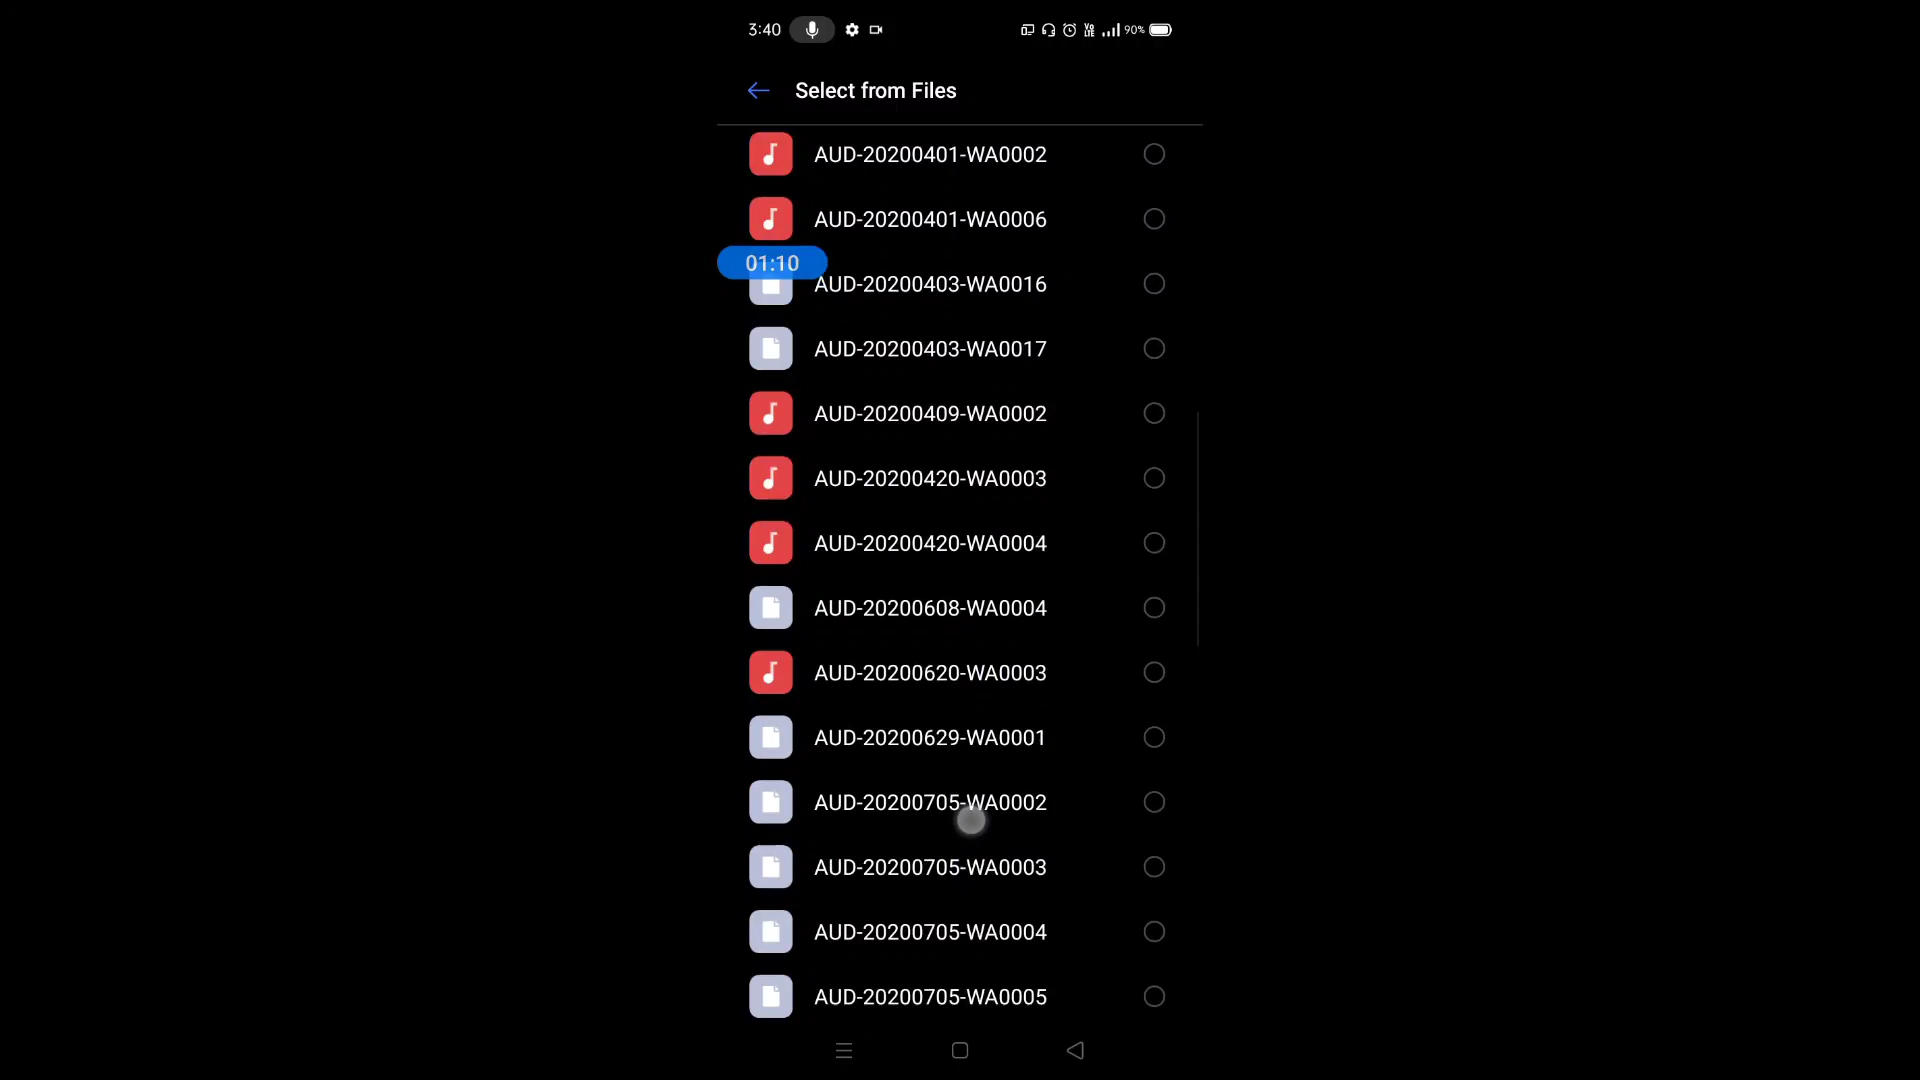 3:40
Vo LTE 90%
Select from Files
AUD-20200401-WA0002
AUD-20200401-WA0006
01:10
AUD-20200403-WA0016
AUD-20200403-WA0017
AUD-20200409-WA0002
AUD-20200420-WA0003
AUD-20200420-WA0004
AUD-20200608-WA0004
AUD-20200620-WA0003
AUD-20200629-WA0001
AUD-20200705-WA0002
AUD-20200705-WA0003
AUD-20200705-WA0004
AUD-20200705-WA0005